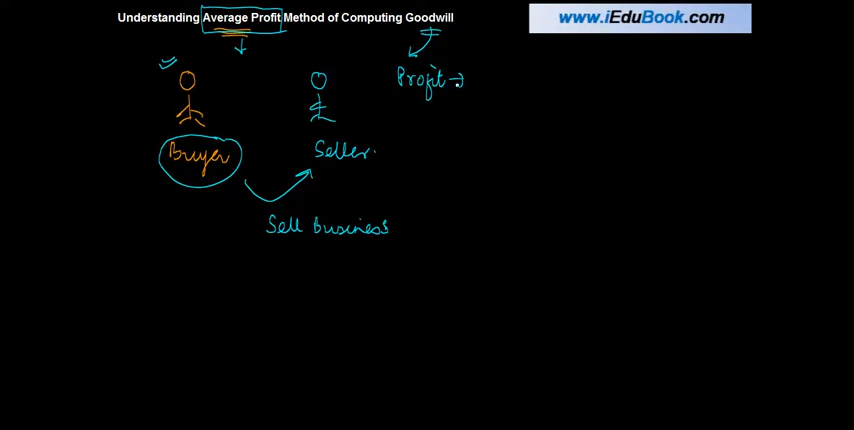 Understanding Average Profit Method of Computing Goodwill
www.iEduBook.com
Profit →
Buyer
Seller.
Sell Business